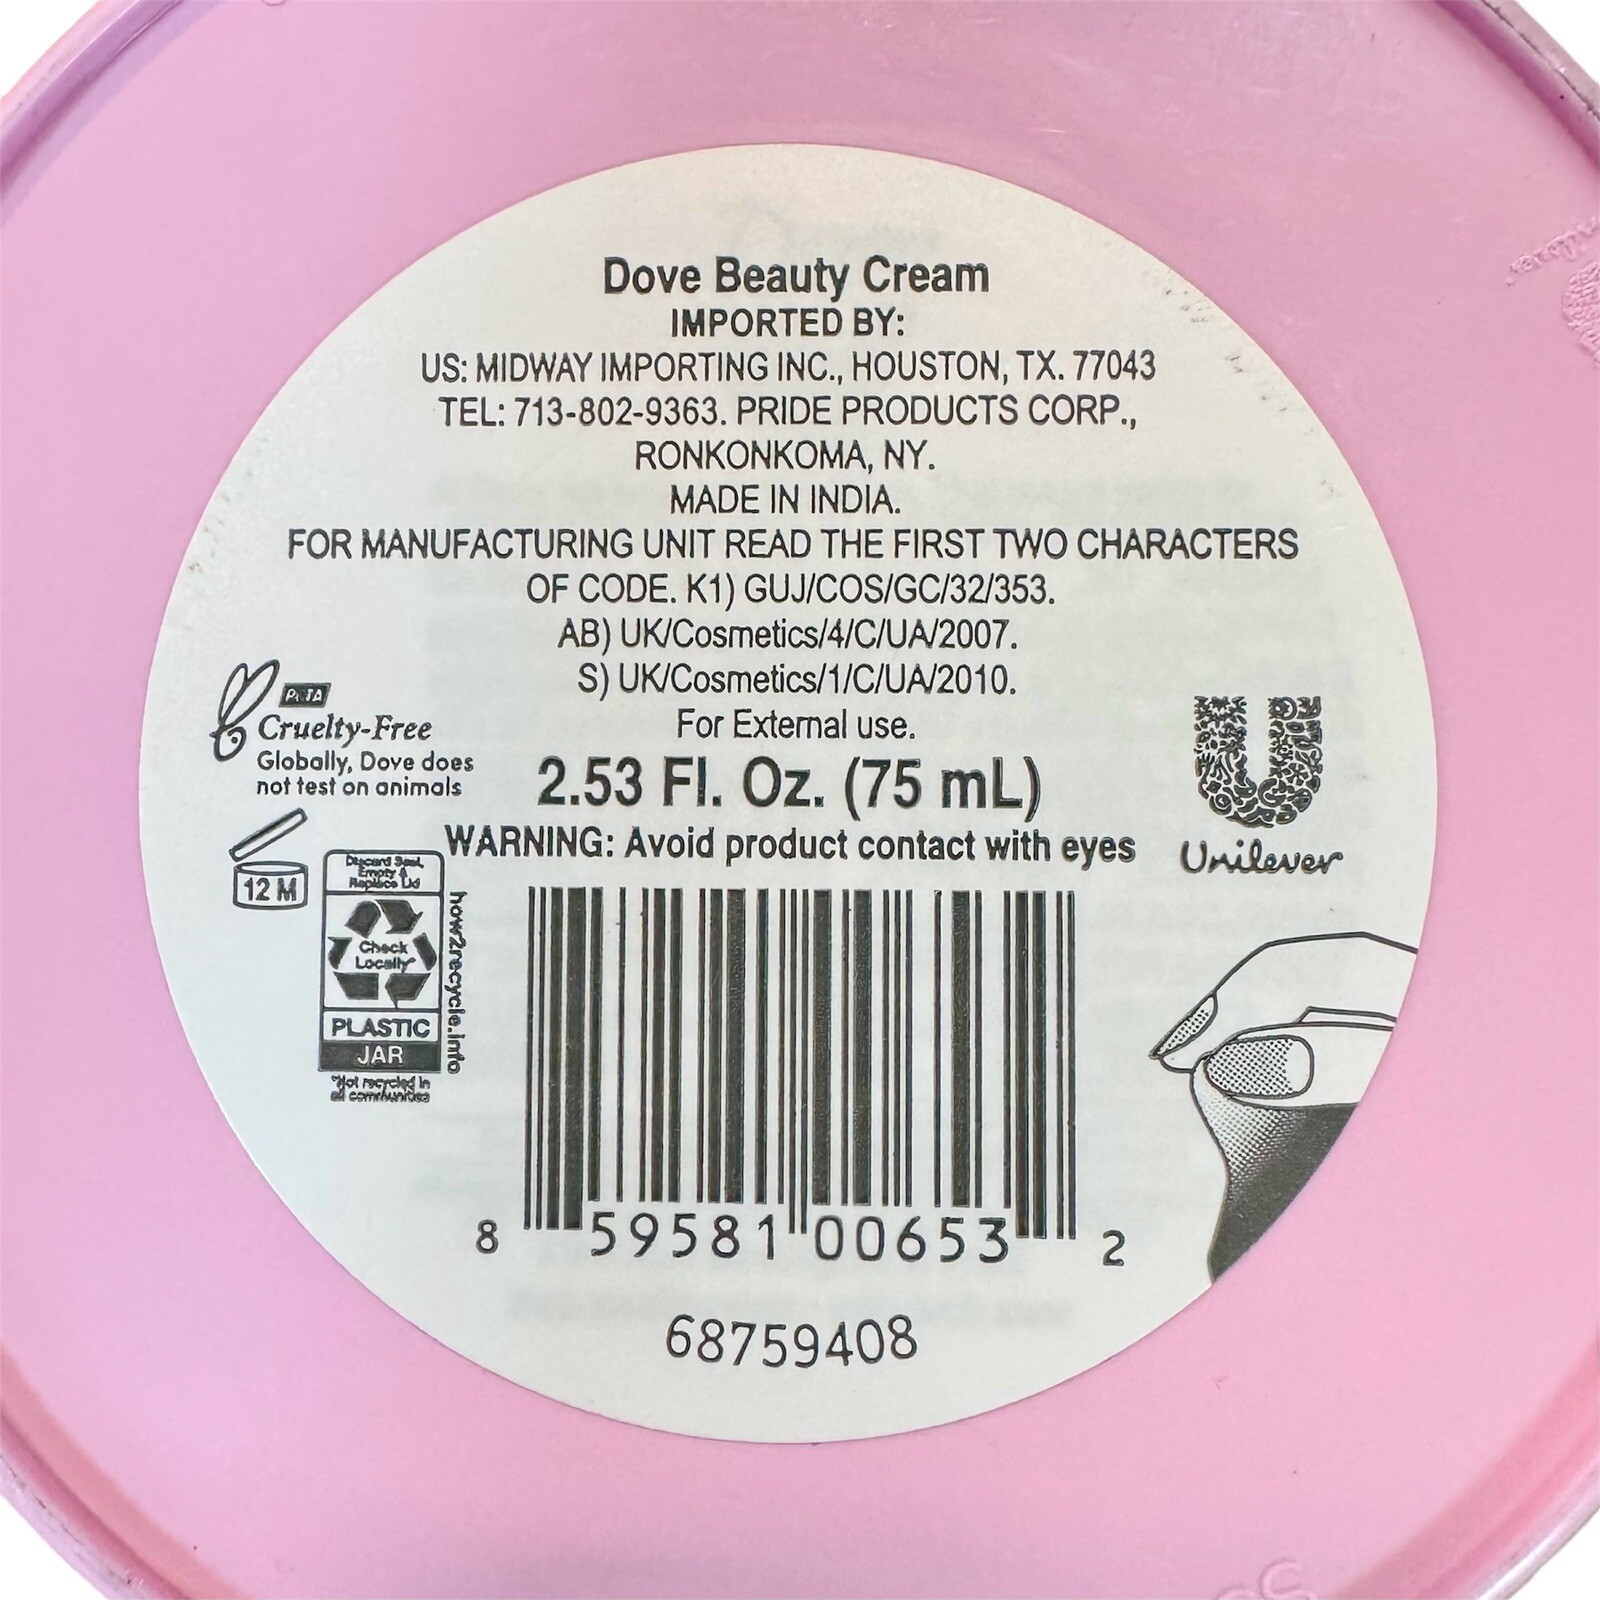 Dove Beauty Cream
IMPORTED BY:
US: MIDWAY IMPORTING INC., HOUSTON, TX. 77043
TEL: 713-802-9363. PRIDE PRODUCTS CORP.,
RONKONKOMA, NY.
MADE IN INDIA.
FOR MANUFACTURING UNIT READ THE FIRST TWO CHARACTERS
OF CODE. K1) GUJ/COS/GC/32/353.
AB) UK/Cosmetics/4/C/UA/2007.
S) UK/Cosmetics/1/C/UA/2010.
For External use.
PETA
Cruelty-Free
Globally, Dove does
not test on animals
2.53 Fl. Oz. (75 mL)
WARNING: Avoid product contact with eyes
Unilever
12 M
Discard Seal,
Empty &
Replace Lid
Check
Locally*
PLASTIC
JAR
*Not recycled in
all communities
how2recycle.info
8 59581 00653 2
68759408